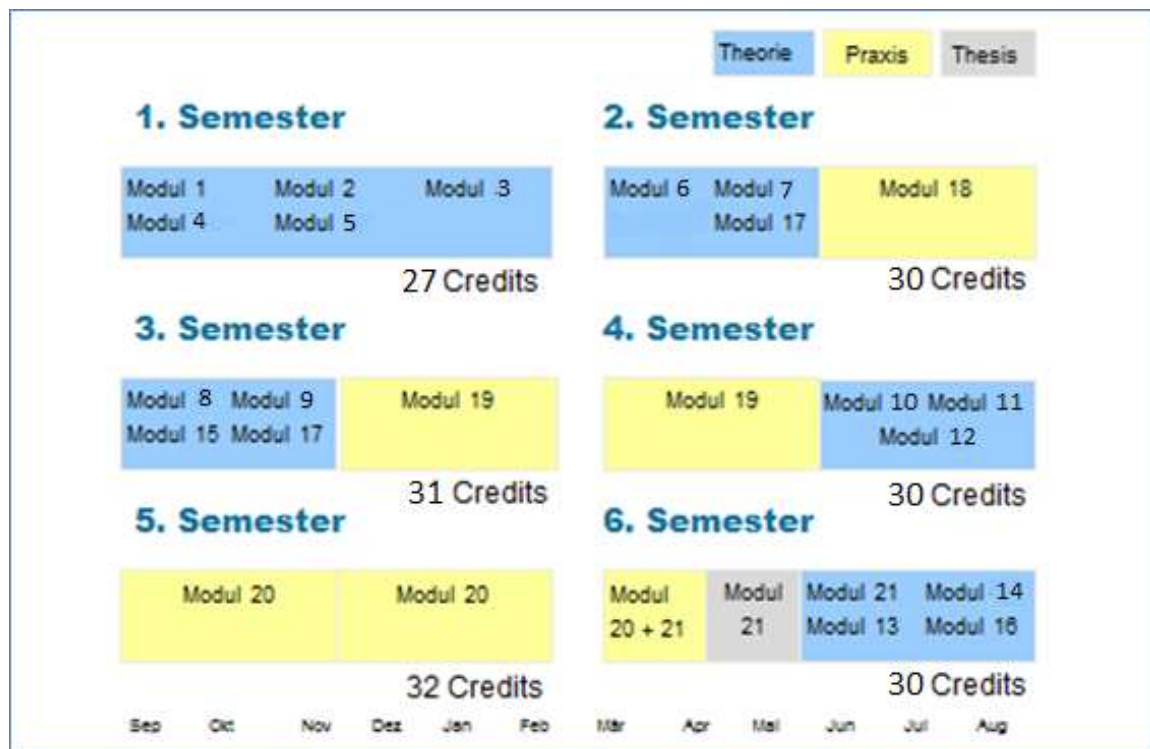 Theorie Praxis Thesis
1. Semester
Modul 1 Modul 2 Modul 3
Modul 4 Modul 5
27 Credits
2. Semester
Modul 6 Modul 7 Modul 18
Modul 17
30 Credits
3. Semester
Modul 8 Modul 9 Modul 19
Modul 15 Modul 17
31 Credits
4. Semester
Modul 19 Modul 10 Modul 11
Modul 12
30 Credits
5. Semester
Modul 20 Modul 20
32 Credits
6. Semester
Modul Modul Modul 21 Modul 14
20 + 21 21 Modul 13 Modul 16
30 Credits
Sep Okt Nov Dez Jan Feb Mär Apr Mai Jun Jul Aug